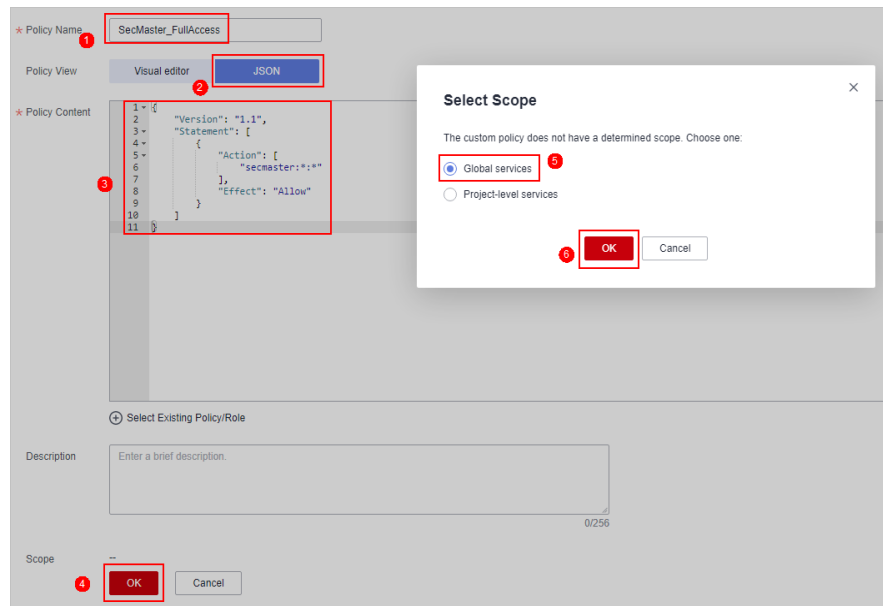 * Policy Name
1
SecMaster_FullAccess
Policy View
Visual editor
JSON
2
* Policy Content
3
1 {
2 "Version": "1.1",
3 "Statement": [
4 {
5 "Action": [
6 "secmaster:*:*"
7 ],
8 "Effect": "Allow"
9 }
10 ]
11 }
Select Existing Policy/Role
Description
Enter a brief description.
0/256
Scope
--
4
OK
Cancel
Select Scope
The custom policy does not have a determined scope. Choose one:
Global services
5
Project-level services
6
OK
Cancel